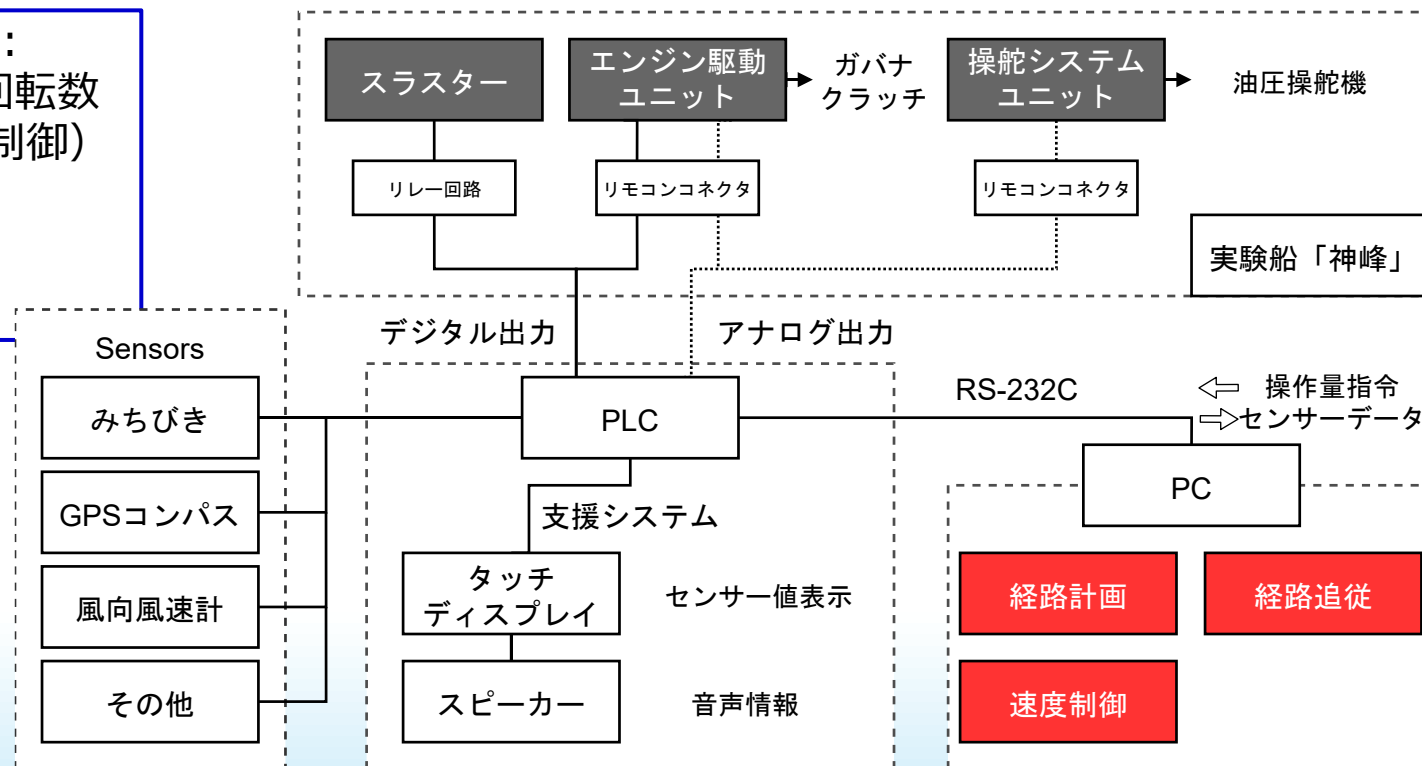 :
回転数
制御）
スラスター
エンジン駆動
ユニット
ガバナ
クラッチ
操舵システム
ユニット
油圧操舵機
リレー回路
リモコンコネクタ
リモコンコネクタ
実験船「神峰」
デジタル出力
アナログ出力
Sensors
みちびき
GPSコンパス
風向風速計
その他
PLC
RS-232C
操作量指令
センサーデータ
PC
支援システム
タッチ
ディスプレイ
センサー値表示
スピーカー
音声情報
経路計画
経路追従
速度制御